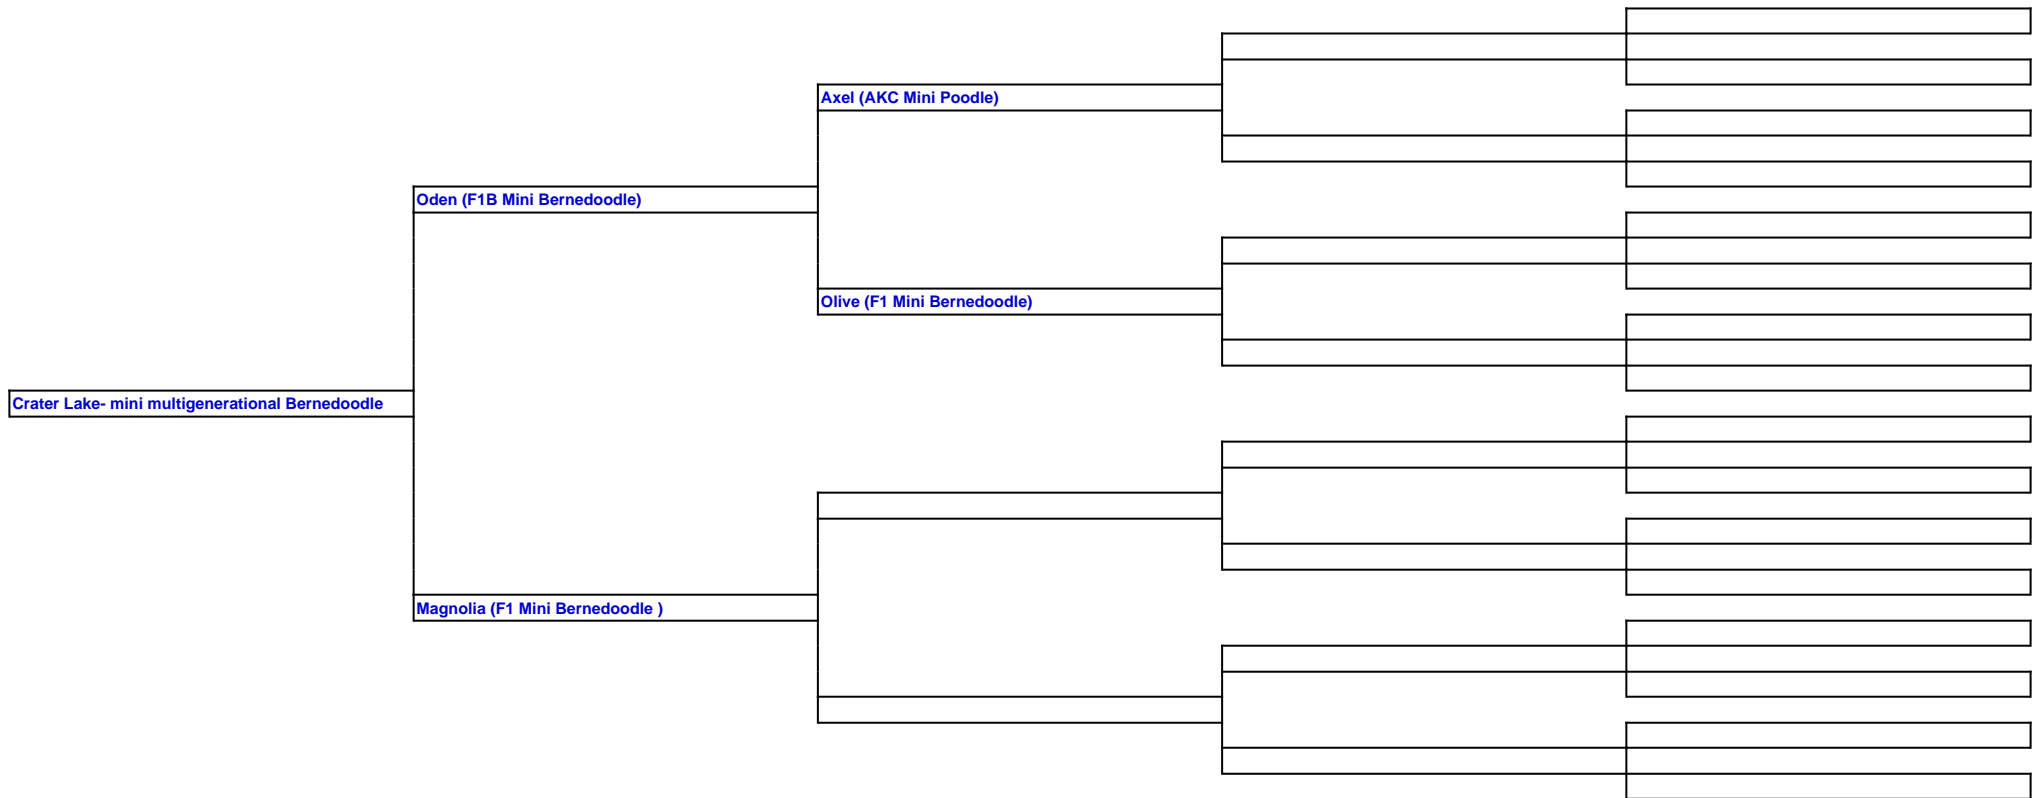 Axel (AKC Mini Poodle)
Oden (F1B Mini Bernedoodle)
Olive (F1 Mini Bernedoodle)
Crater Lake- mini multigenerational Bernedoodle
Magnolia (F1 Mini Bernedoodle )